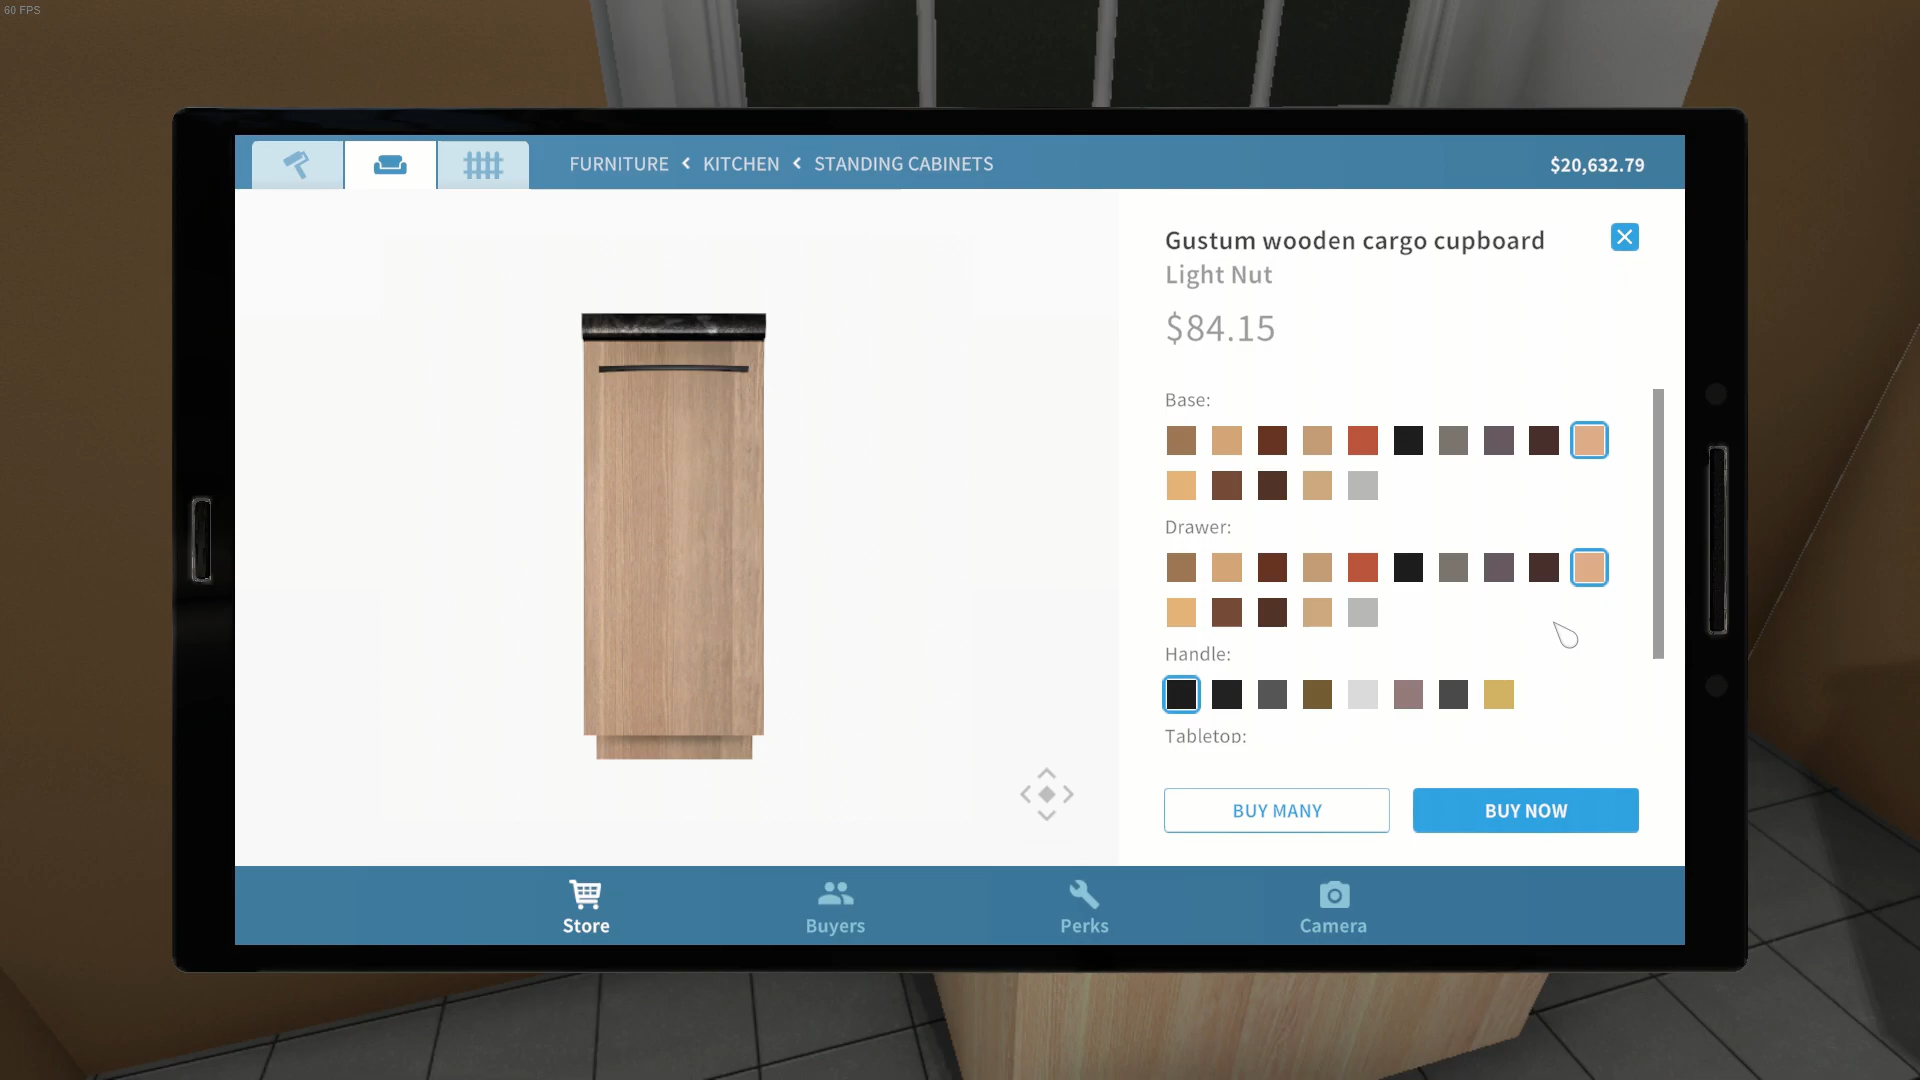 60 FPS
FURNITURE < KITCHEN < STANDING CABINETS
$20,632.79
Gustum wooden cargo cupboard
Light Nut
$84.15
Base:
Drawer:
Handle:
Tabletop:
BUY MANY
BUY NOW
Store
Buyers
Perks
Camera